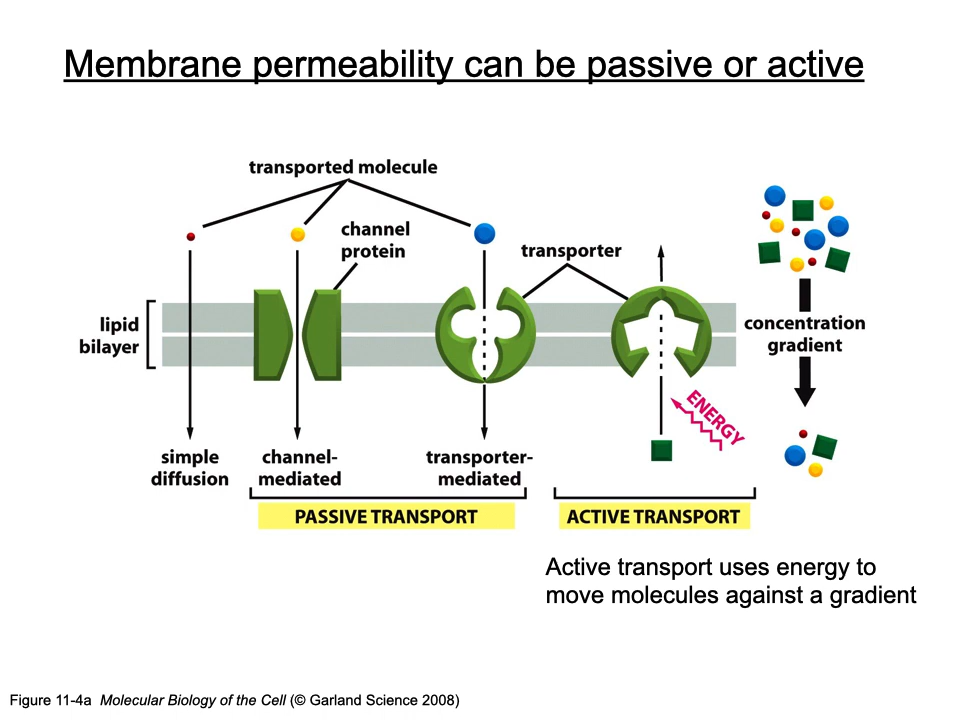 Membrane permeability can be passive or active
transported molecule
channel
protein
transporter
lipid
bilayer
concentration
gradient
ENERGY
simple
diffusion
channel-
mediated
transporter-
mediated
PASSIVE TRANSPORT
ACTIVE TRANSPORT
Active transport uses energy to
move molecules against a gradient
Figure 11-4a Molecular Biology of the Cell (© Garland Science 2008)